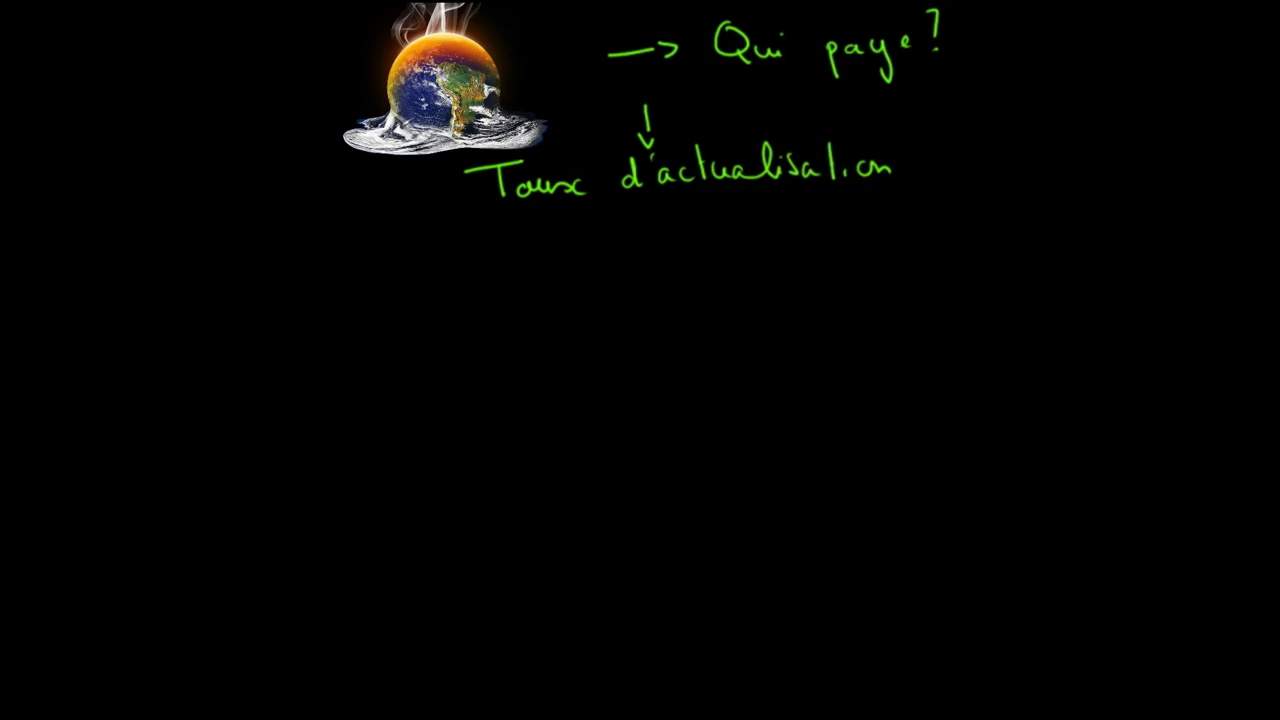 → Qui paye ?
↓
Taux d'actualisation